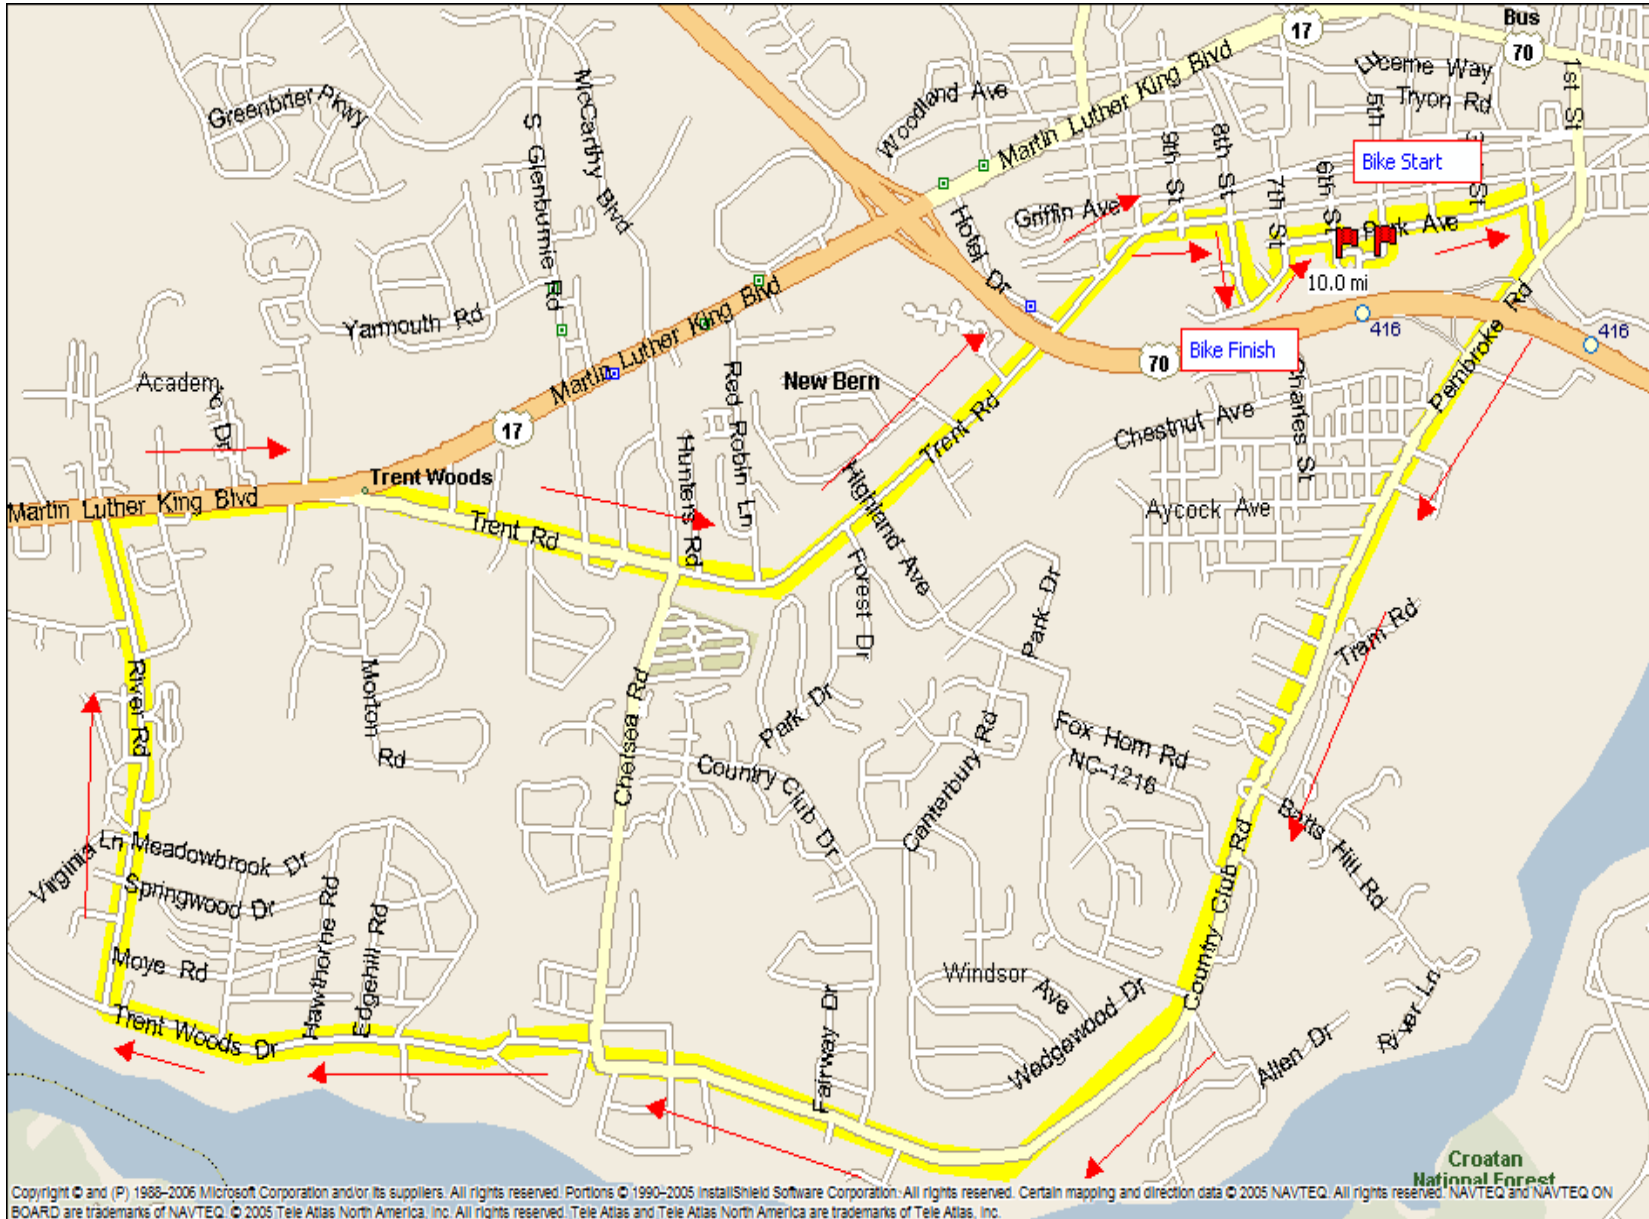 Bus
17
70
Lucerne Way
Tryon Rd
1st St
5th
Greenbrier Pkwy
McCarthy Blvd
S Glenburnie Rd
Woodland Ave
Martin Luther King Blvd
9th St
8th St
7th St
6th St
3
St
Bike Start
Griffin Ave
Park Ave
Hotel Dr
10.0 mi
Yarmouth Rd
Martin Luther King Blvd
416
416
70
Bike Finish
Pembroke Rd
Academic Dr
Red Robin Ln
New Bern
Trent Rd
Charles St
Chestnut Ave
17
Hunters Rd
Trent Woods
Martin Luther King Blvd
Highland Ave
Aycock Ave
Trent Rd
Forest Dr
Park Dr
Tram Rd
River Rd
Morton Rd
Chelsea Rd
Park Dr
Canterbury Rd
Fox Horn Rd
NC-1216
Country Club Dr
Batts Hill Rd
Virginia Ln
Meadowbrook Dr
Springwood Dr
Hawthorne Rd
Edgehill Rd
Country Club Rd
Moye Rd
Windsor Ave
Wedgewood Dr
River Ln
Trent Woods Dr
Fairway Dr
Allen Dr
Croatan
National Forest
Copyright © and (P) 1988–2006 Microsoft Corporation and/or its suppliers. All rights reserved. Portions © 1990–2005 InstallShield Software Corporation. All rights reserved. Certain mapping and direction data © 2005 NAVTEQ. All rights reserved. NAVTEQ and NAVTEQ ON
BOARD are trademarks of NAVTEQ. © 2005 Tele Atlas North America, Inc. All rights reserved. Tele Atlas and Tele Atlas North America are trademarks of Tele Atlas, Inc.